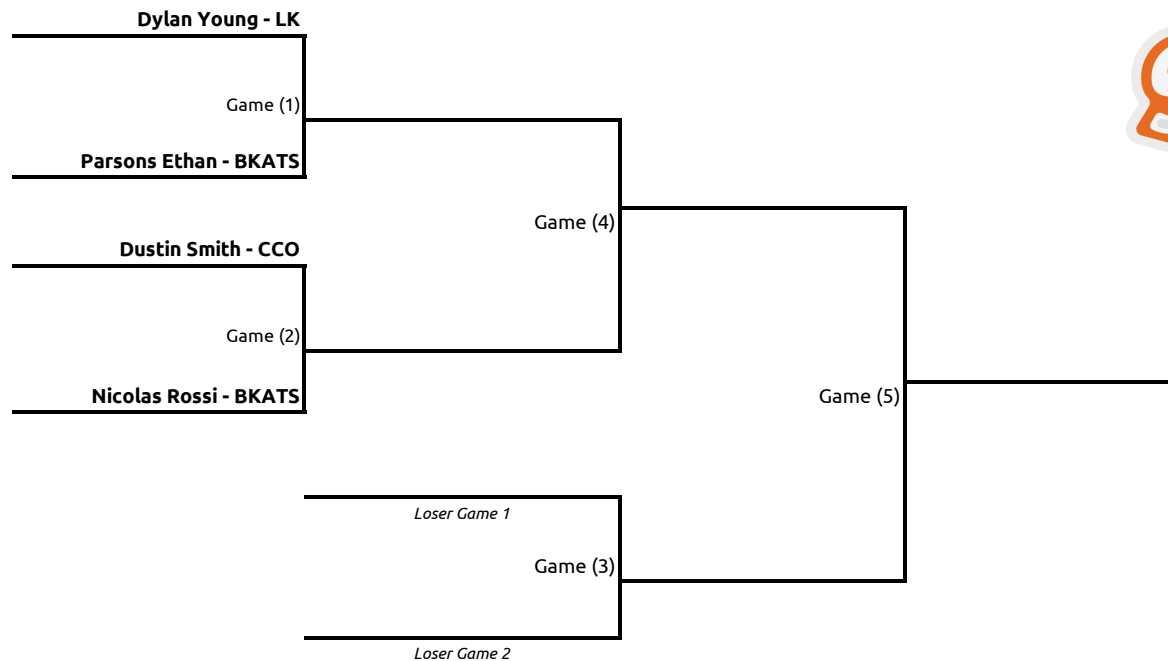 Dylan Young - LK
Game (1)
Parsons Ethan - BKATS
Game (4)
Dustin Smith - CCO
Game (2)
Nicolas Rossi - BKATS
Game (5)
Loser Game 1
Game (3)
Loser Game 2